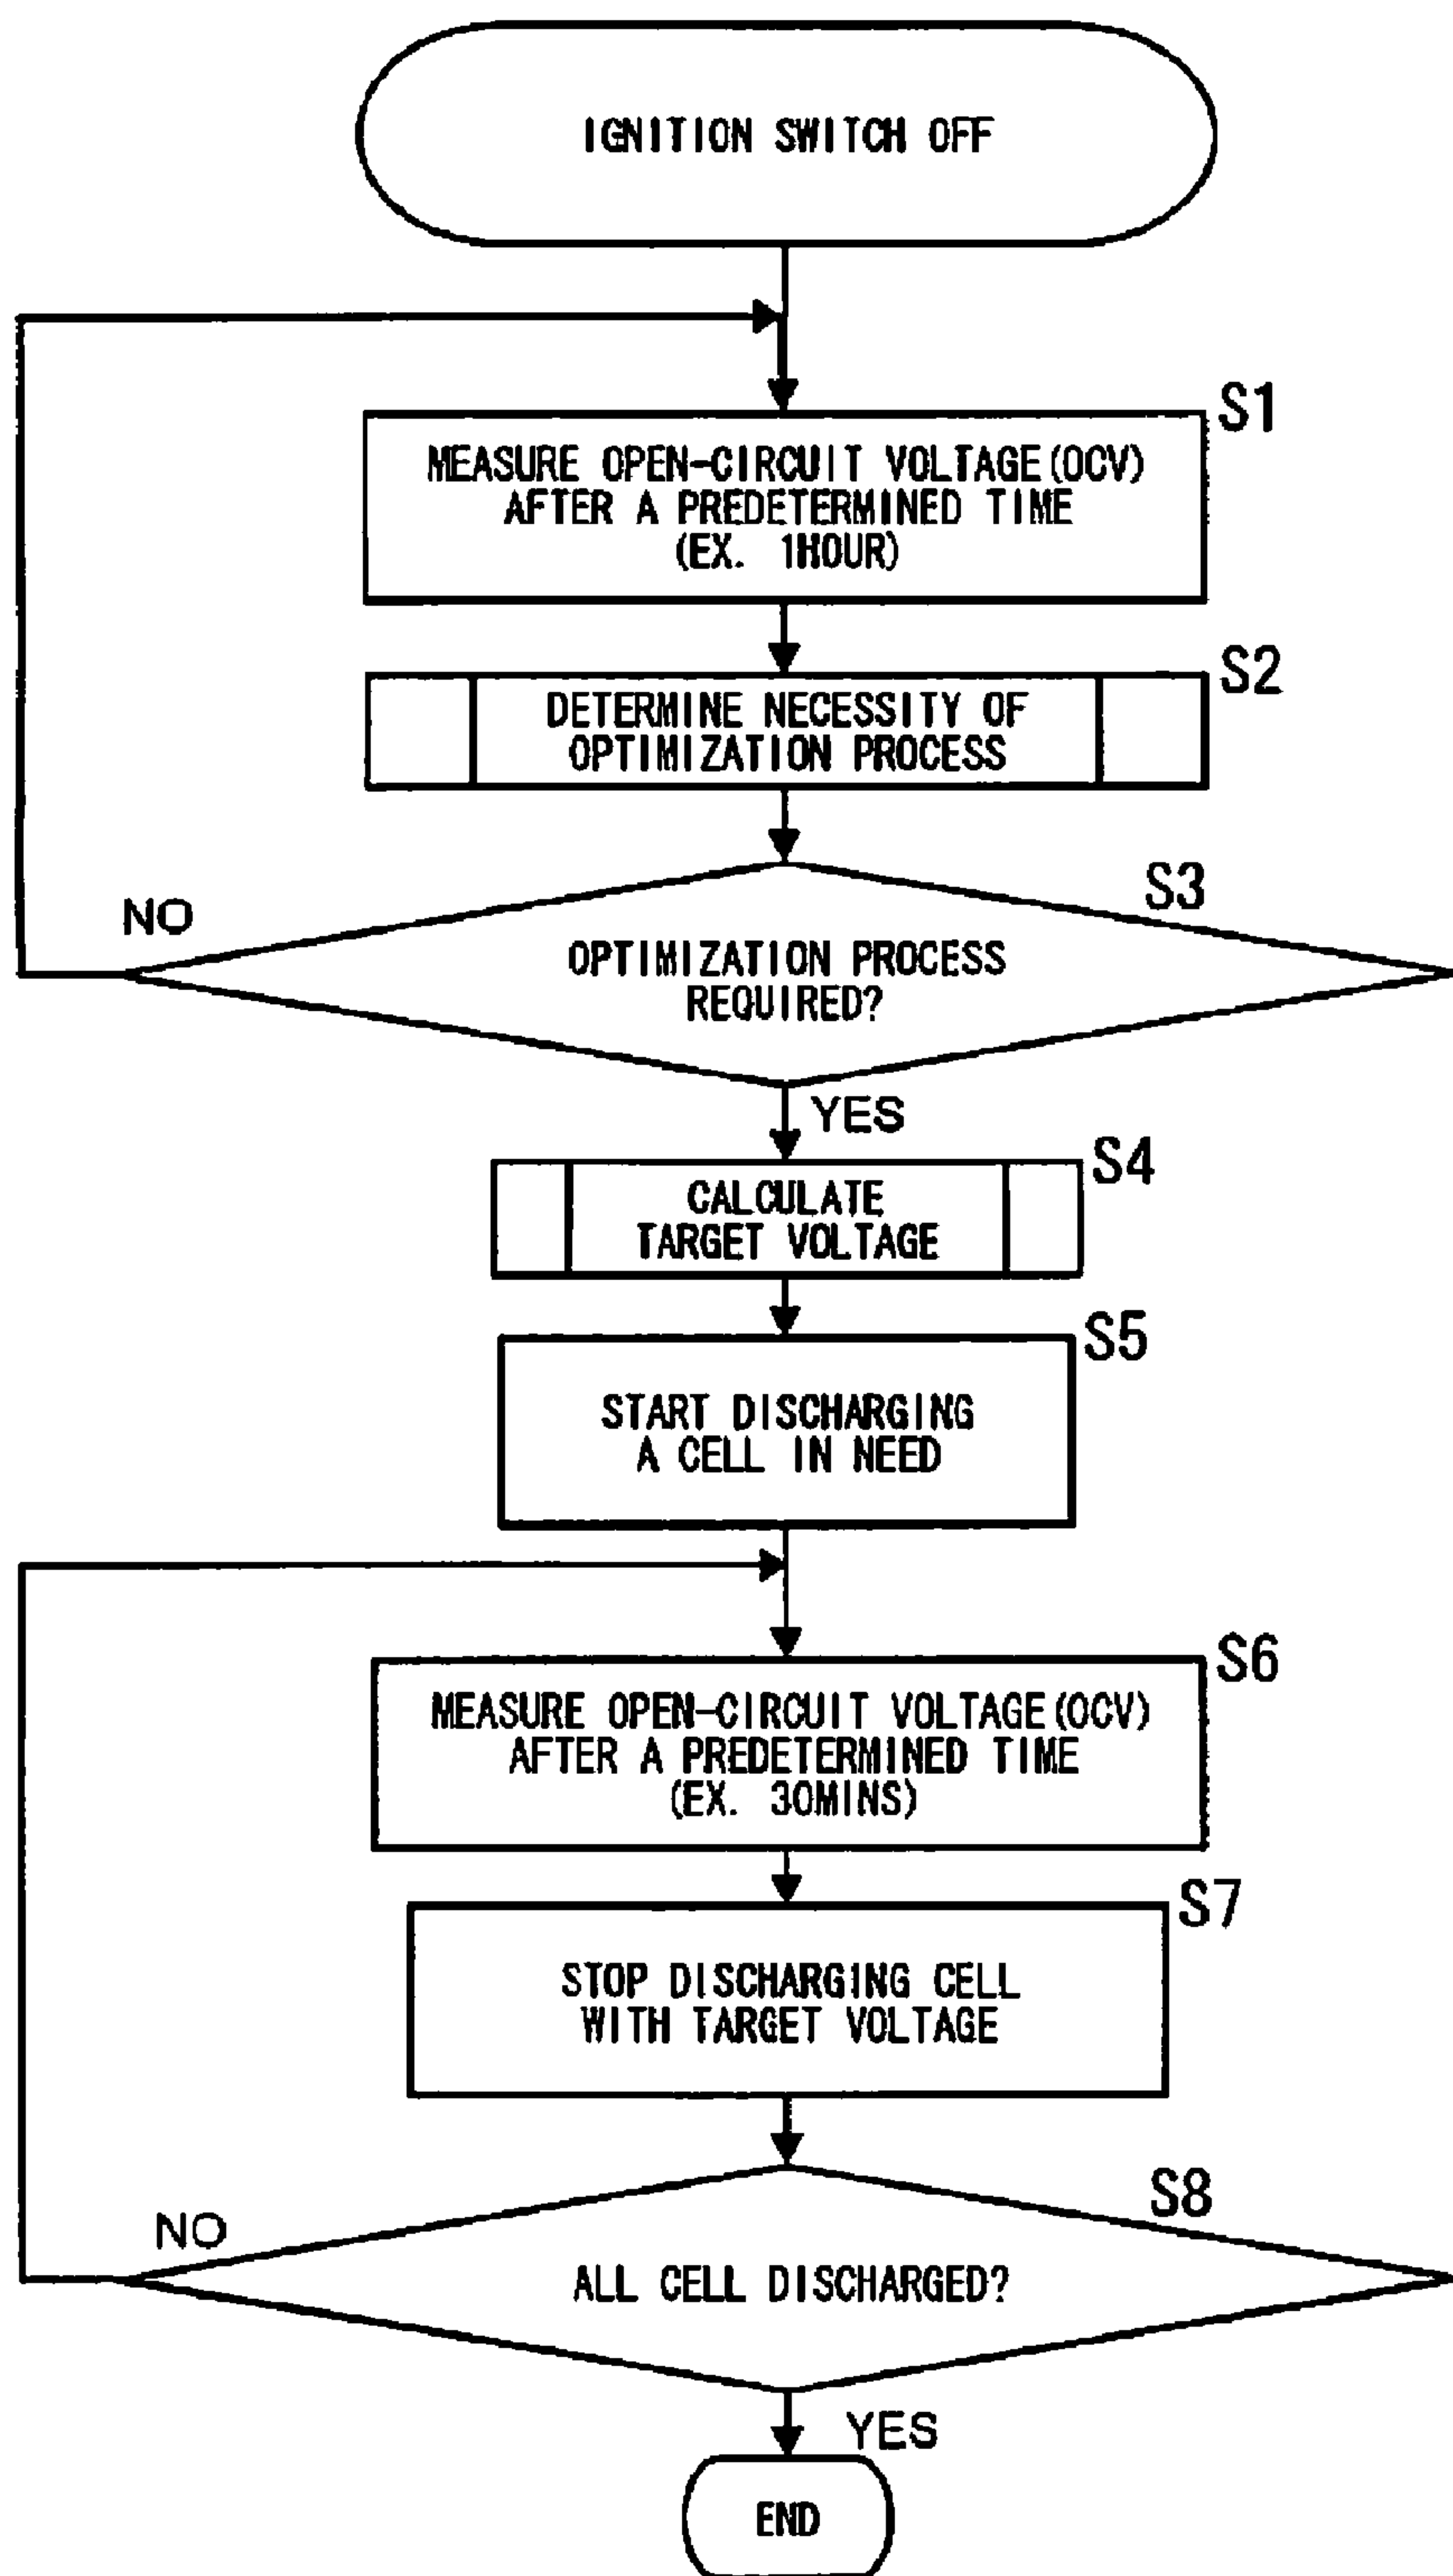 IGNITION SWITCH OFF
S1
MEASURE OPEN-CIRCUIT VOLTAGE(OCV)
AFTER A PREDETERMINED TIME
(EX. 1HOUR)
S2
DETERMINE NECESSITY OF
OPTIMIZATION PROCESS
S3
NO
OPTIMIZATION PROCESS
REQUIRED?
YES
S4
CALCULATE
TARGET VOLTAGE
S5
START DISCHARGING
A CELL IN NEED
S6
MEASURE OPEN-CIRCUIT VOLTAGE(OCV)
AFTER A PREDETERMINED TIME
(EX. 30MINS)
S7
STOP DISCHARGING CELL
WITH TARGET VOLTAGE
S8
NO
ALL CELL DISCHARGED?
YES
END